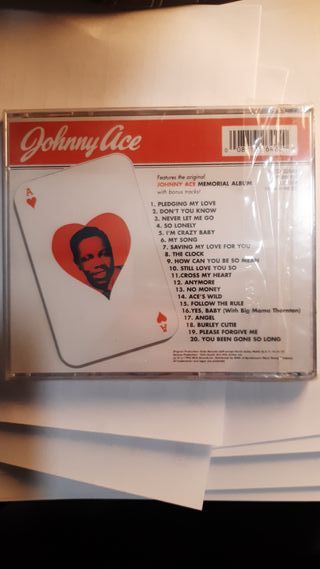 Johnny Ace
Features the original
JOHNNY ACE MEMORIAL ALBUM
with bonus tracks!
A
1. PLEDGING MY LOVE
2. DON'T YOU KNOW
3. NEVER LET ME GO
4. SO LONELY
5. I'M CRAZY BABY
6. MY SONG
7. SAVING MY LOVE FOR YOU
8. THE CLOCK
9. HOW CAN YOU BE SO MEAN
10. STILL LOVE YOU SO
11.CROSS MY HEART
12. ANYMORE
13. NO MONEY
14. ACE'S WILD
15. FOLLOW THE RULE
16.YES, BABY (With Big Mama Thornton)
17. ANGEL
18. BURLEY CUTIE
19. PLEASE FORGIVE ME
20. YOU BEEN GONE SO LONG
A